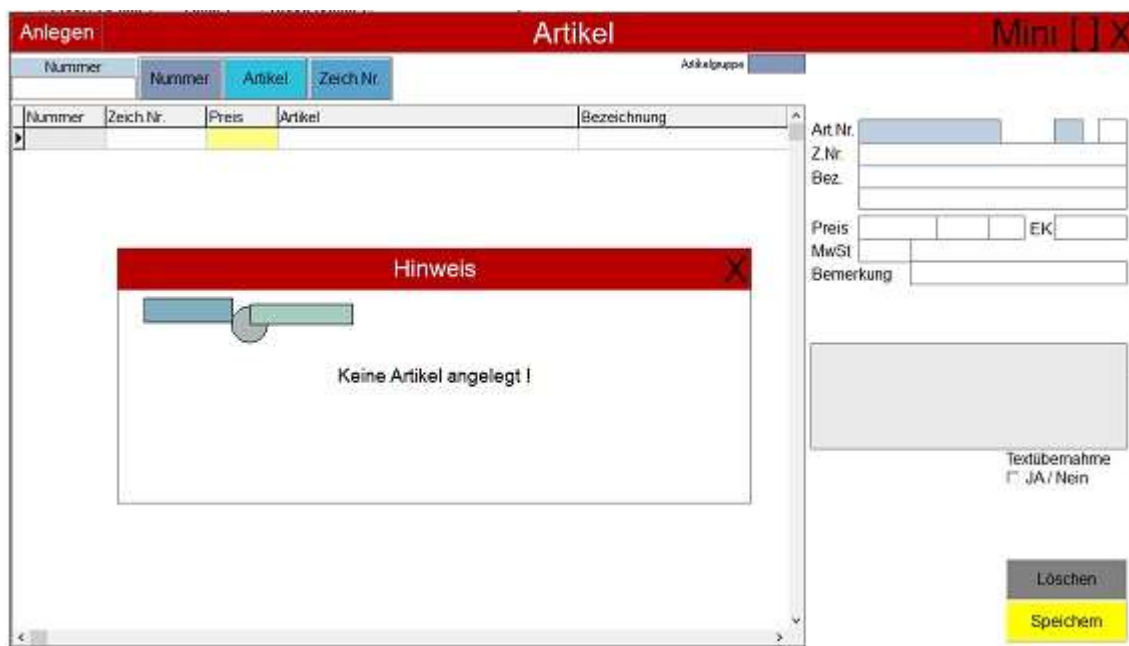 Anlegen Artikel Mini [ ] X
Nummer Nummer Artikel Zeich Nr. Artikelgruppe
Nummer Zeich.Nr. Preis Artikel Bezeichnung
Art.Nr.
Z.Nr.
Bez.
Preis EK
MwSt
Bemerkung
Hinweis X
Keine Artikel angelegt !
Textübernahme
JA / Nein
Löschen
Speichern